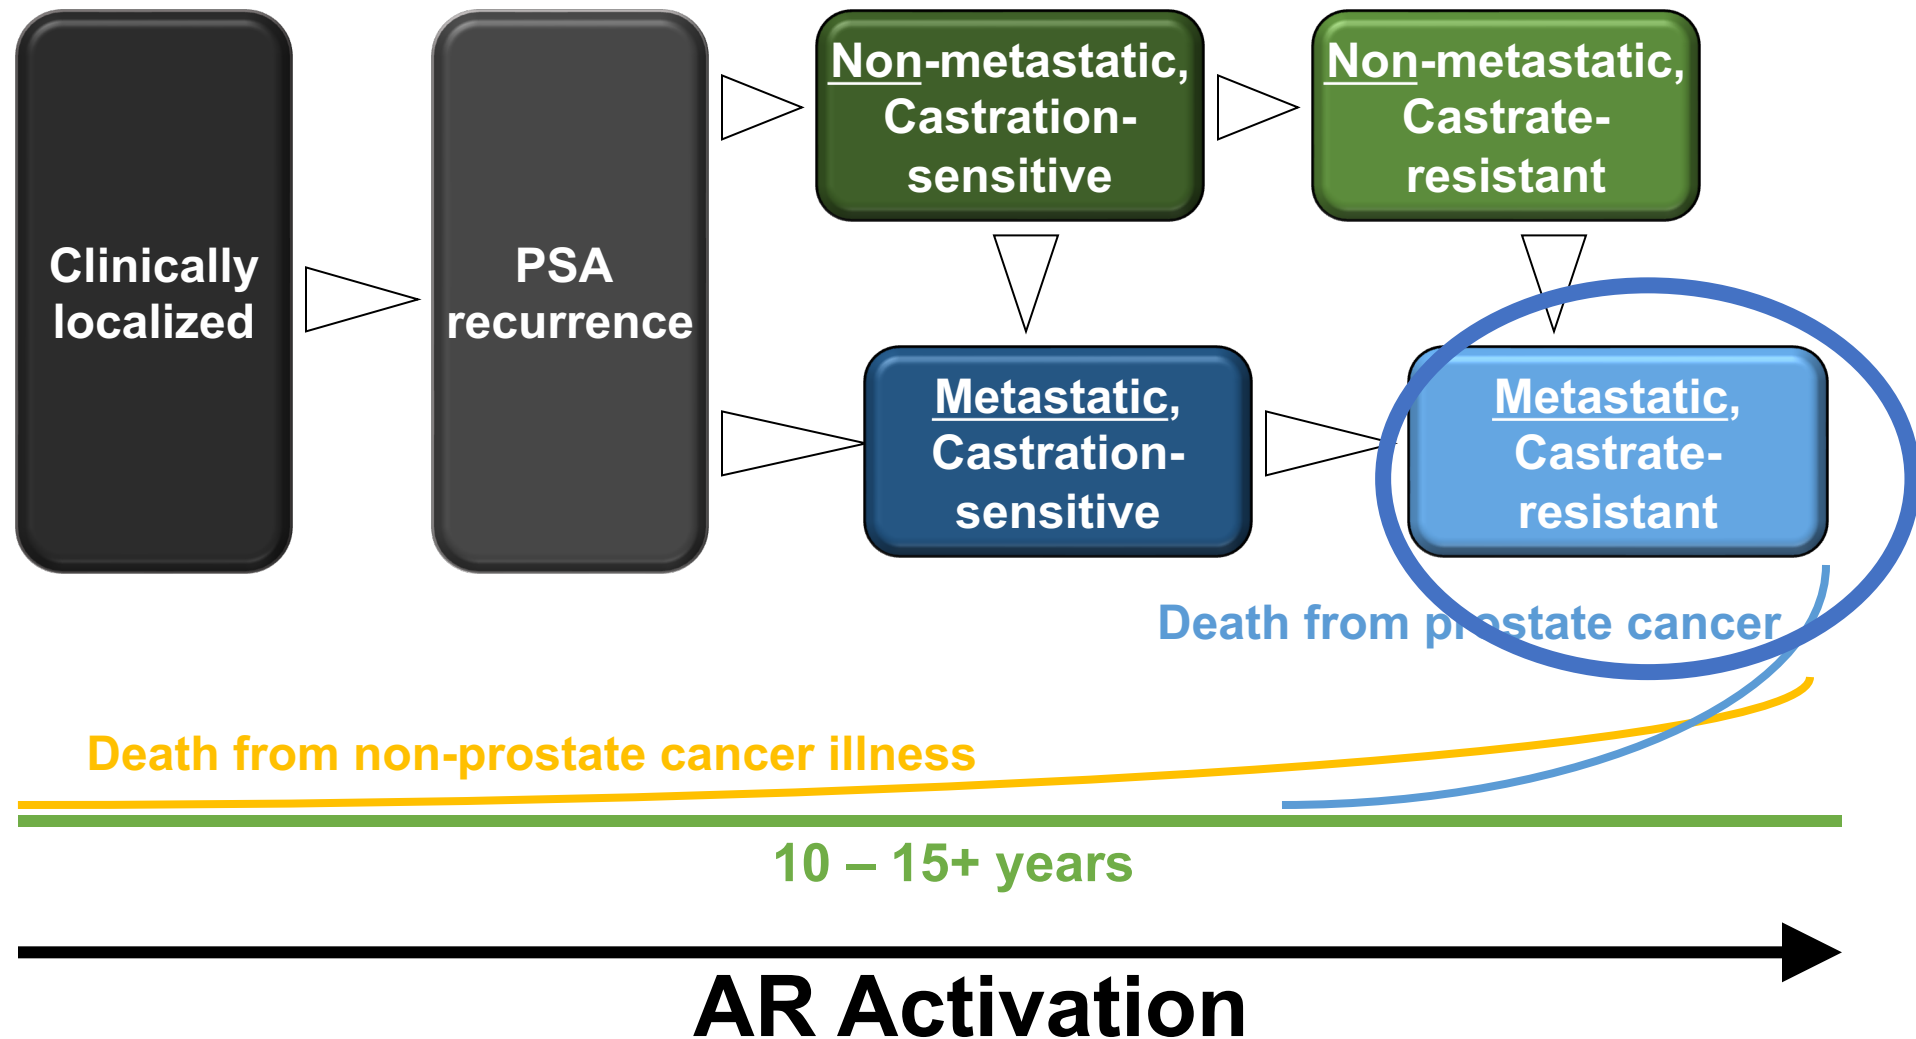 Clinically
localized
PSA
recurrence
Non-metastatic,
Castration-
sensitive
Non-metastatic,
Castrate-
resistant
Metastatic,
Castration-
sensitive
Metastatic,
Castrate-
resistant
Death from prostate cancer
Death from non-prostate cancer illness
10 – 15+ years
AR Activation